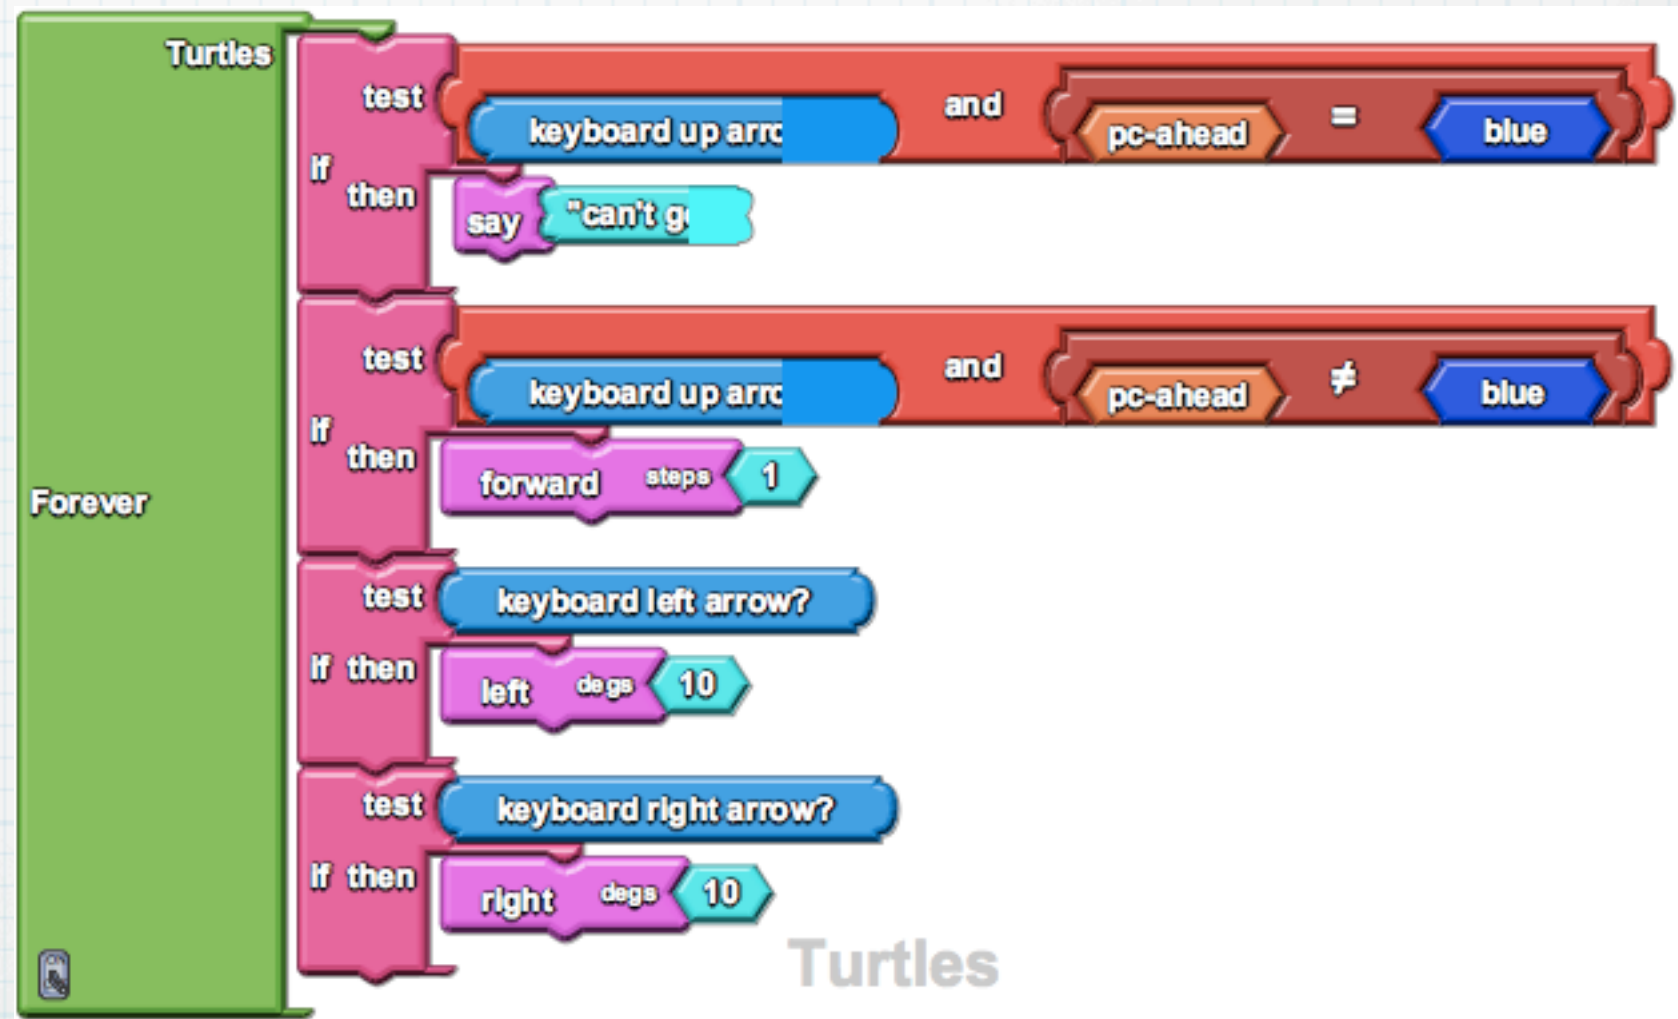 Turtles
test
keyboard up
and
pc-ahead
=
blue
if
then
say
"can't
test
keyboard up
and
pc-ahead
≠
blue
if
then
forward
steps
1
Forever
test
keyboard left arrow?
if then
left
degs
10
test
keyboard right arrow?
if then
right
degs
10
Turtles